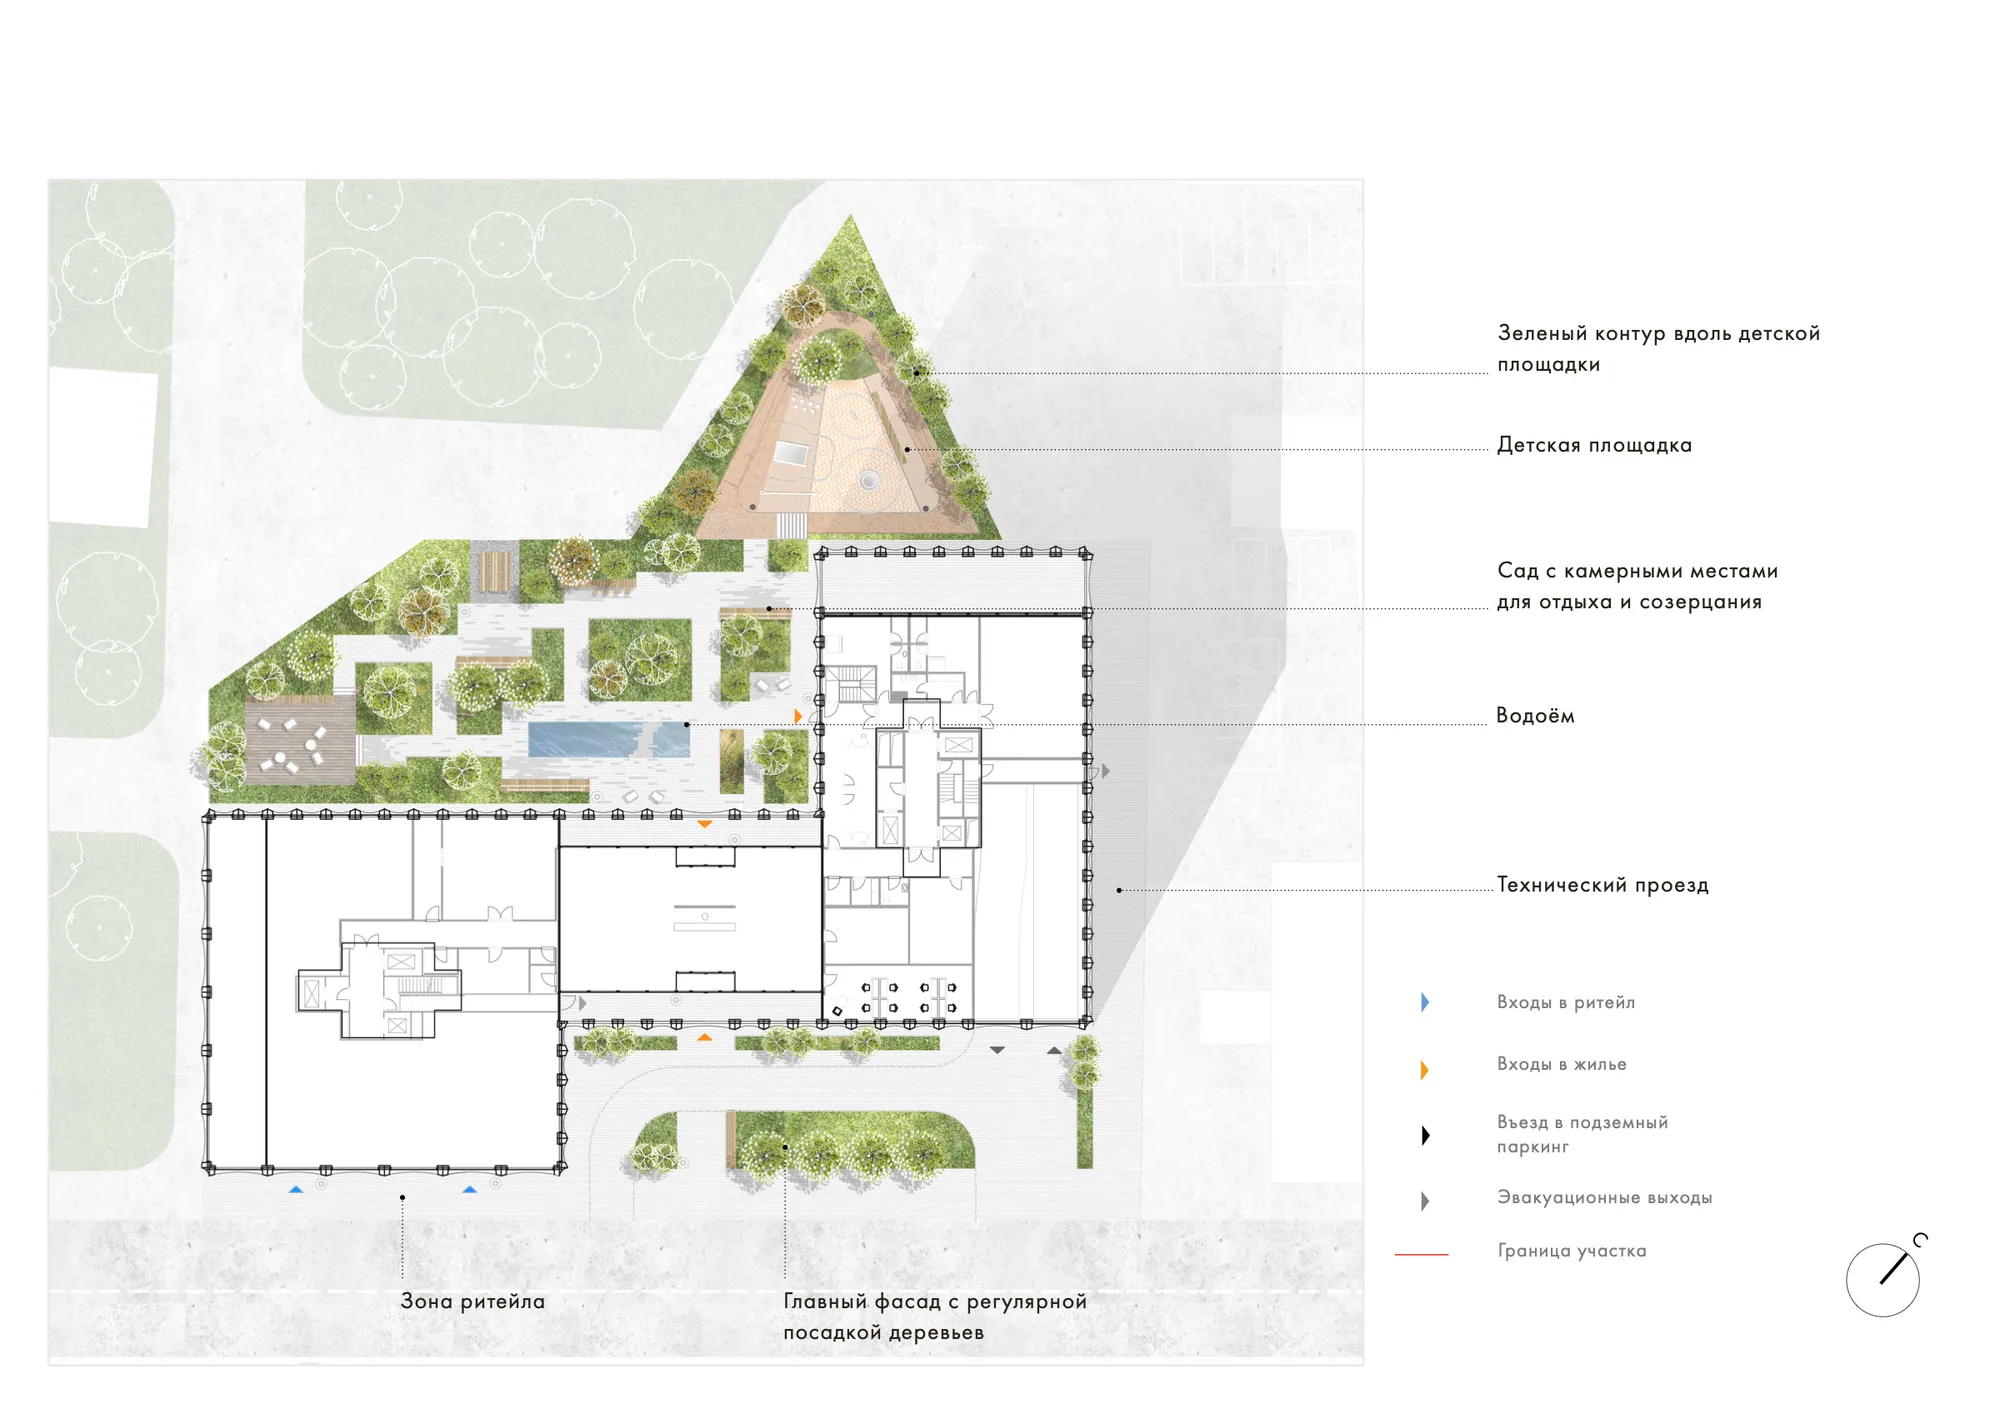 Зеленый контур вдоль детской
площадки
Детская площадка
Сад с камерными местами
для отдыха и созерцания
Водоём
Технический проезд
Входы в ритейл
Входы в жилье
Въезд в подземный
паркинг
Эвакуационные выходы
Граница участка
С
Зона ритейла
Главный фасад с регулярной
посадкой деревьев